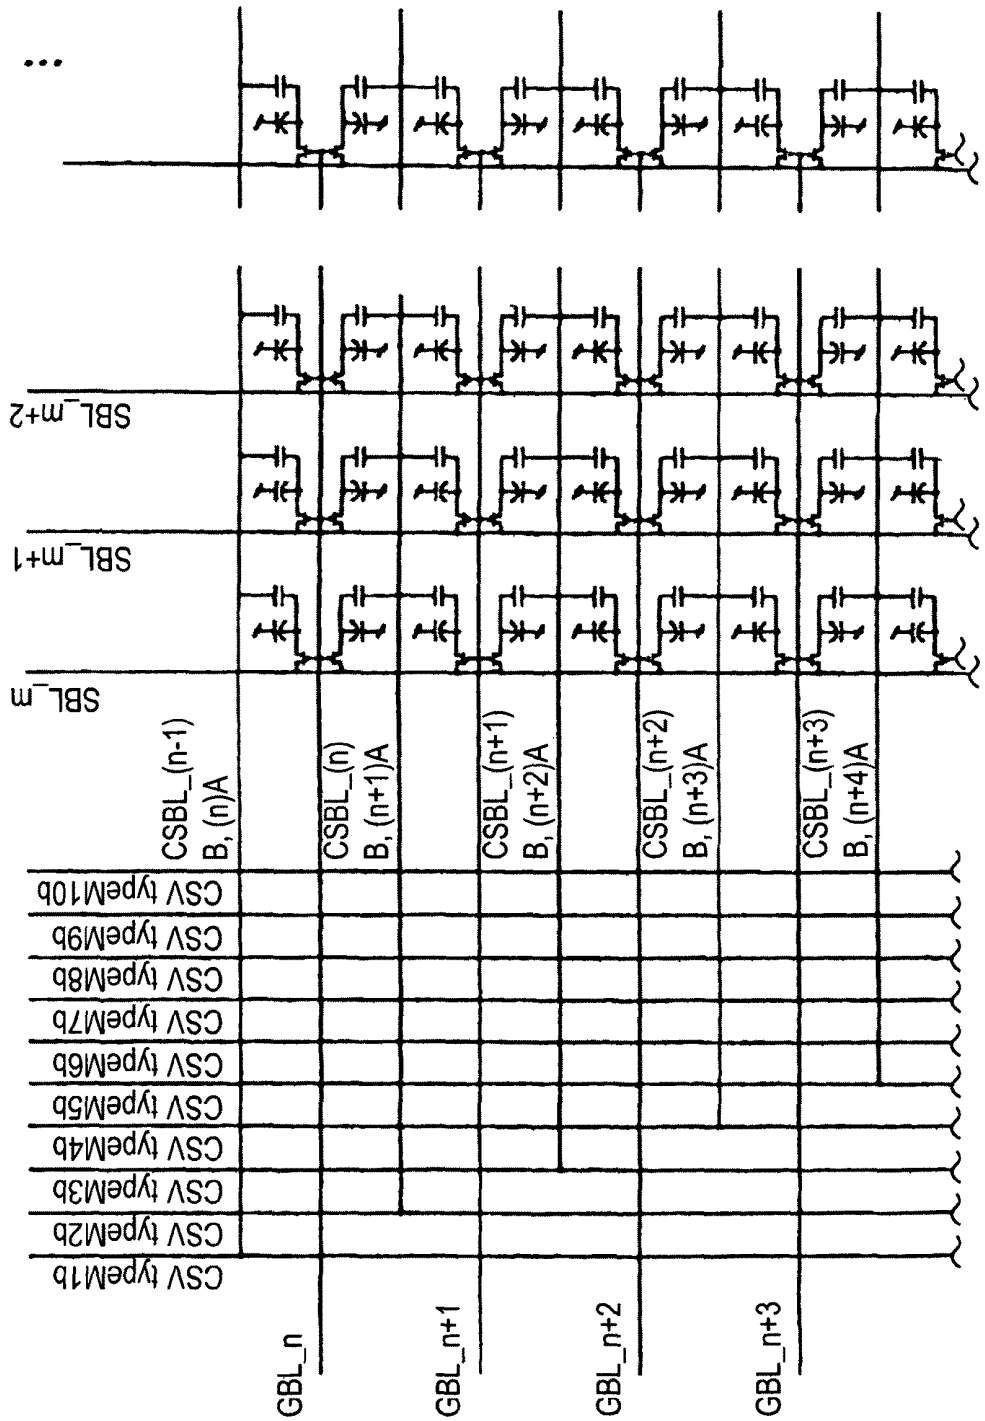 ...
SBL_m+2
SBL_m+1
SBL_m
CSBL_(n-1)
B, (n)A
CSBL_(n)
B, (n+1)A
CSBL_(n+1)
B, (n+2)A
CSBL_(n+2)
B, (n+3)A
CSBL_(n+3)
B, (n+4)A
CSV typeM10b
CSV typeM9b
CSV typeM8b
CSV typeM7b
CSV typeM6b
CSV typeM5b
CSV typeM4b
CSV typeM3b
CSV typeM2b
CSV typeM1b
GBL_n
GBL_n+1
GBL_n+2
GBL_n+3